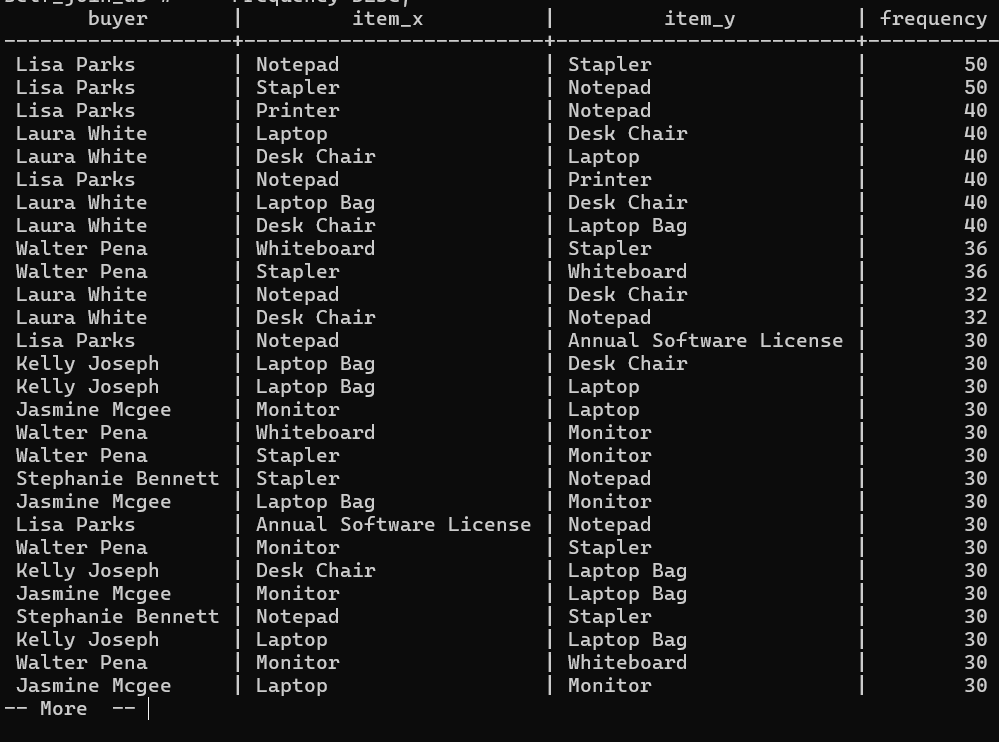 buyer | item_x | item_y | frequency
-------------------+-------------------------+-------------------------+-----------
Lisa Parks | Notepad | Stapler | 50
Lisa Parks | Stapler | Notepad | 50
Lisa Parks | Printer | Notepad | 40
Laura White | Laptop | Desk Chair | 40
Laura White | Desk Chair | Laptop | 40
Lisa Parks | Notepad | Printer | 40
Laura White | Laptop Bag | Desk Chair | 40
Laura White | Desk Chair | Laptop Bag | 40
Walter Pena | Whiteboard | Stapler | 36
Walter Pena | Stapler | Whiteboard | 36
Laura White | Notepad | Desk Chair | 32
Laura White | Desk Chair | Notepad | 32
Lisa Parks | Notepad | Annual Software License | 30
Kelly Joseph | Laptop Bag | Desk Chair | 30
Kelly Joseph | Laptop Bag | Laptop | 30
Jasmine Mcgee | Monitor | Laptop | 30
Walter Pena | Whiteboard | Monitor | 30
Walter Pena | Stapler | Monitor | 30
Stephanie Bennett | Stapler | Notepad | 30
Jasmine Mcgee | Laptop Bag | Monitor | 30
Lisa Parks | Annual Software License | Notepad | 30
Walter Pena | Monitor | Stapler | 30
Kelly Joseph | Desk Chair | Laptop Bag | 30
Jasmine Mcgee | Monitor | Laptop Bag | 30
Stephanie Bennett | Notepad | Stapler | 30
Kelly Joseph | Laptop | Laptop Bag | 30
Walter Pena | Monitor | Whiteboard | 30
Jasmine Mcgee | Laptop | Monitor | 30
-- More --